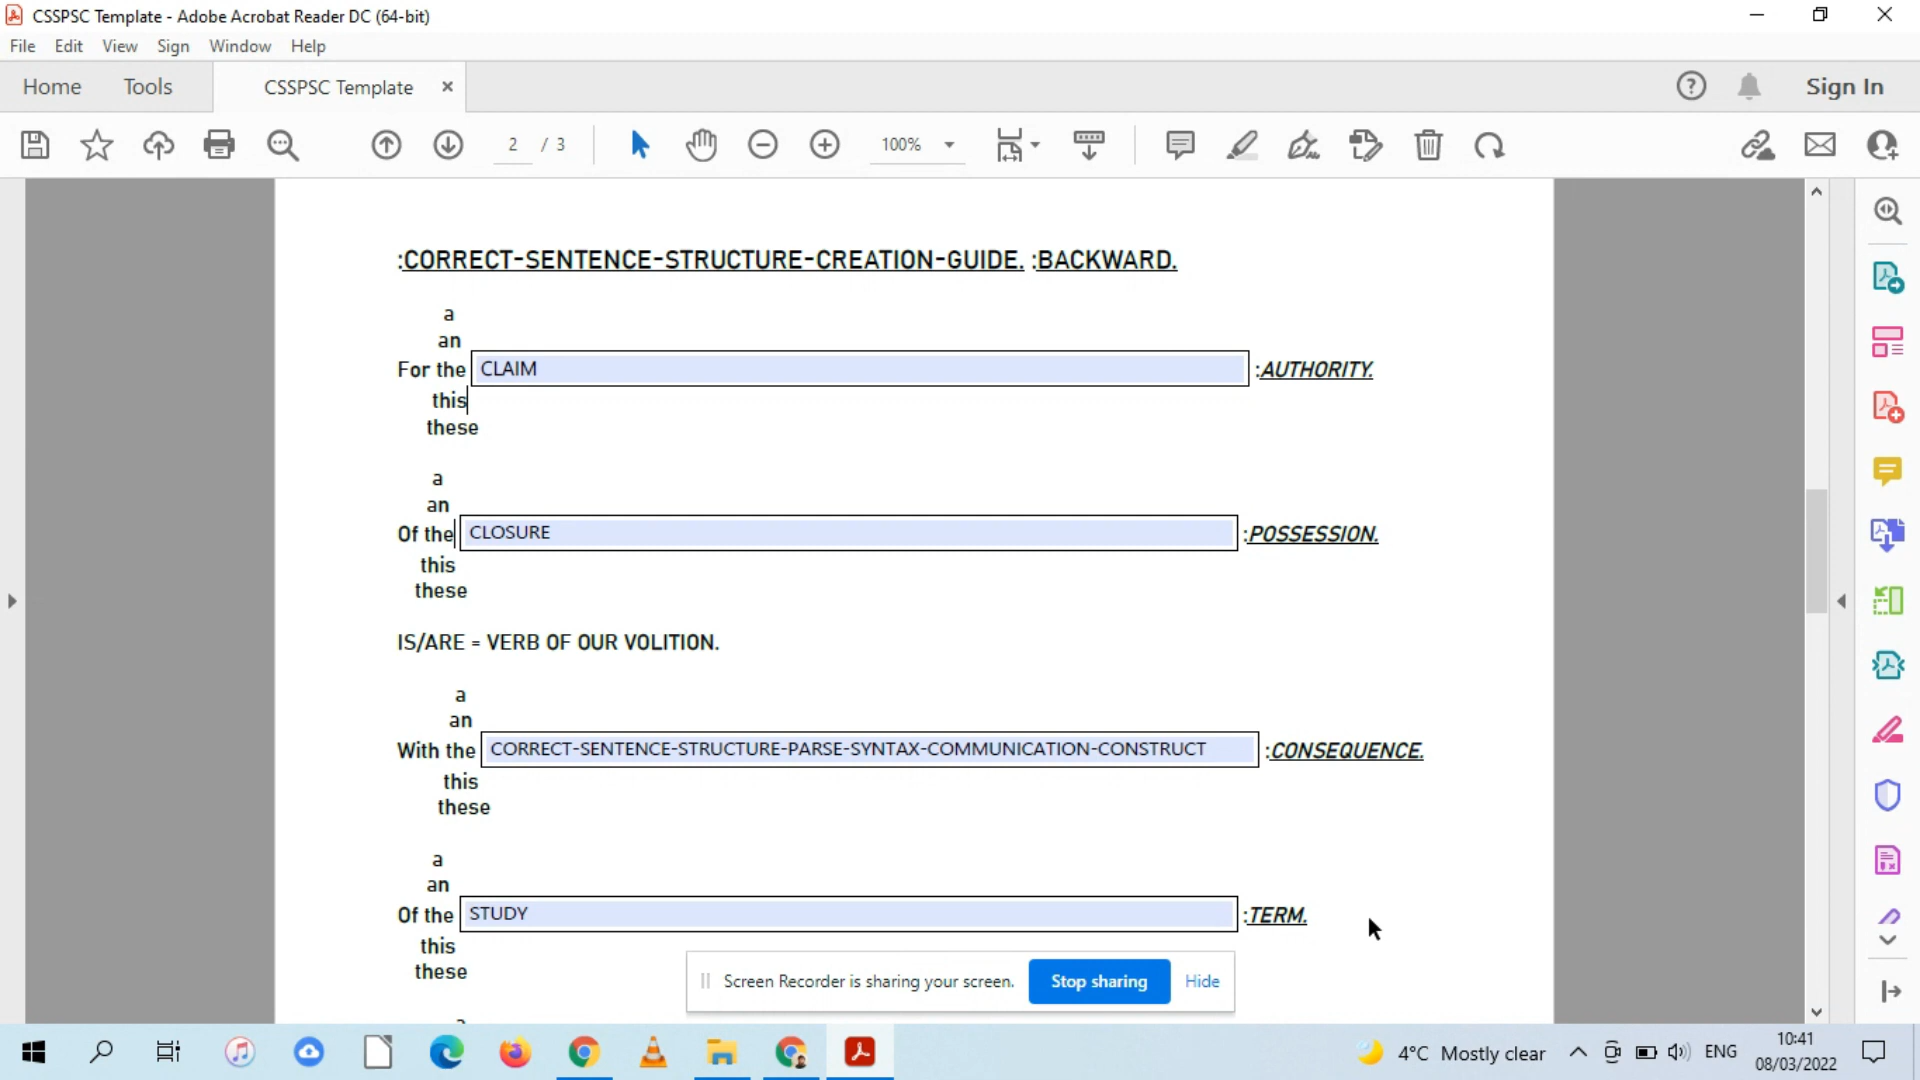 CSSPSC Template - Adobe Acrobat Reader DC (64-bit)
File Edit View Sign Window Help
Home Tools CSSPSC Template × Sign In
2 / 3 100%
:CORRECT-SENTENCE-STRUCTURE-CREATION-GUIDE. :BACKWARD.
a
an
For the CLAIM :AUTHORITY.
this
these
a
an
Of the CLOSURE :POSSESSION.
this
these
IS/ARE = VERB OF OUR VOLITION.
a
an
With the CORRECT-SENTENCE-STRUCTURE-PARSE-SYNTAX-COMMUNICATION-CONSTRUCT :CONSEQUENCE.
this
these
a
an
Of the STUDY :TERM.
this
these
Screen Recorder is sharing your screen. Stop sharing Hide
4°C Mostly clear ENG 10:41
08/03/2022